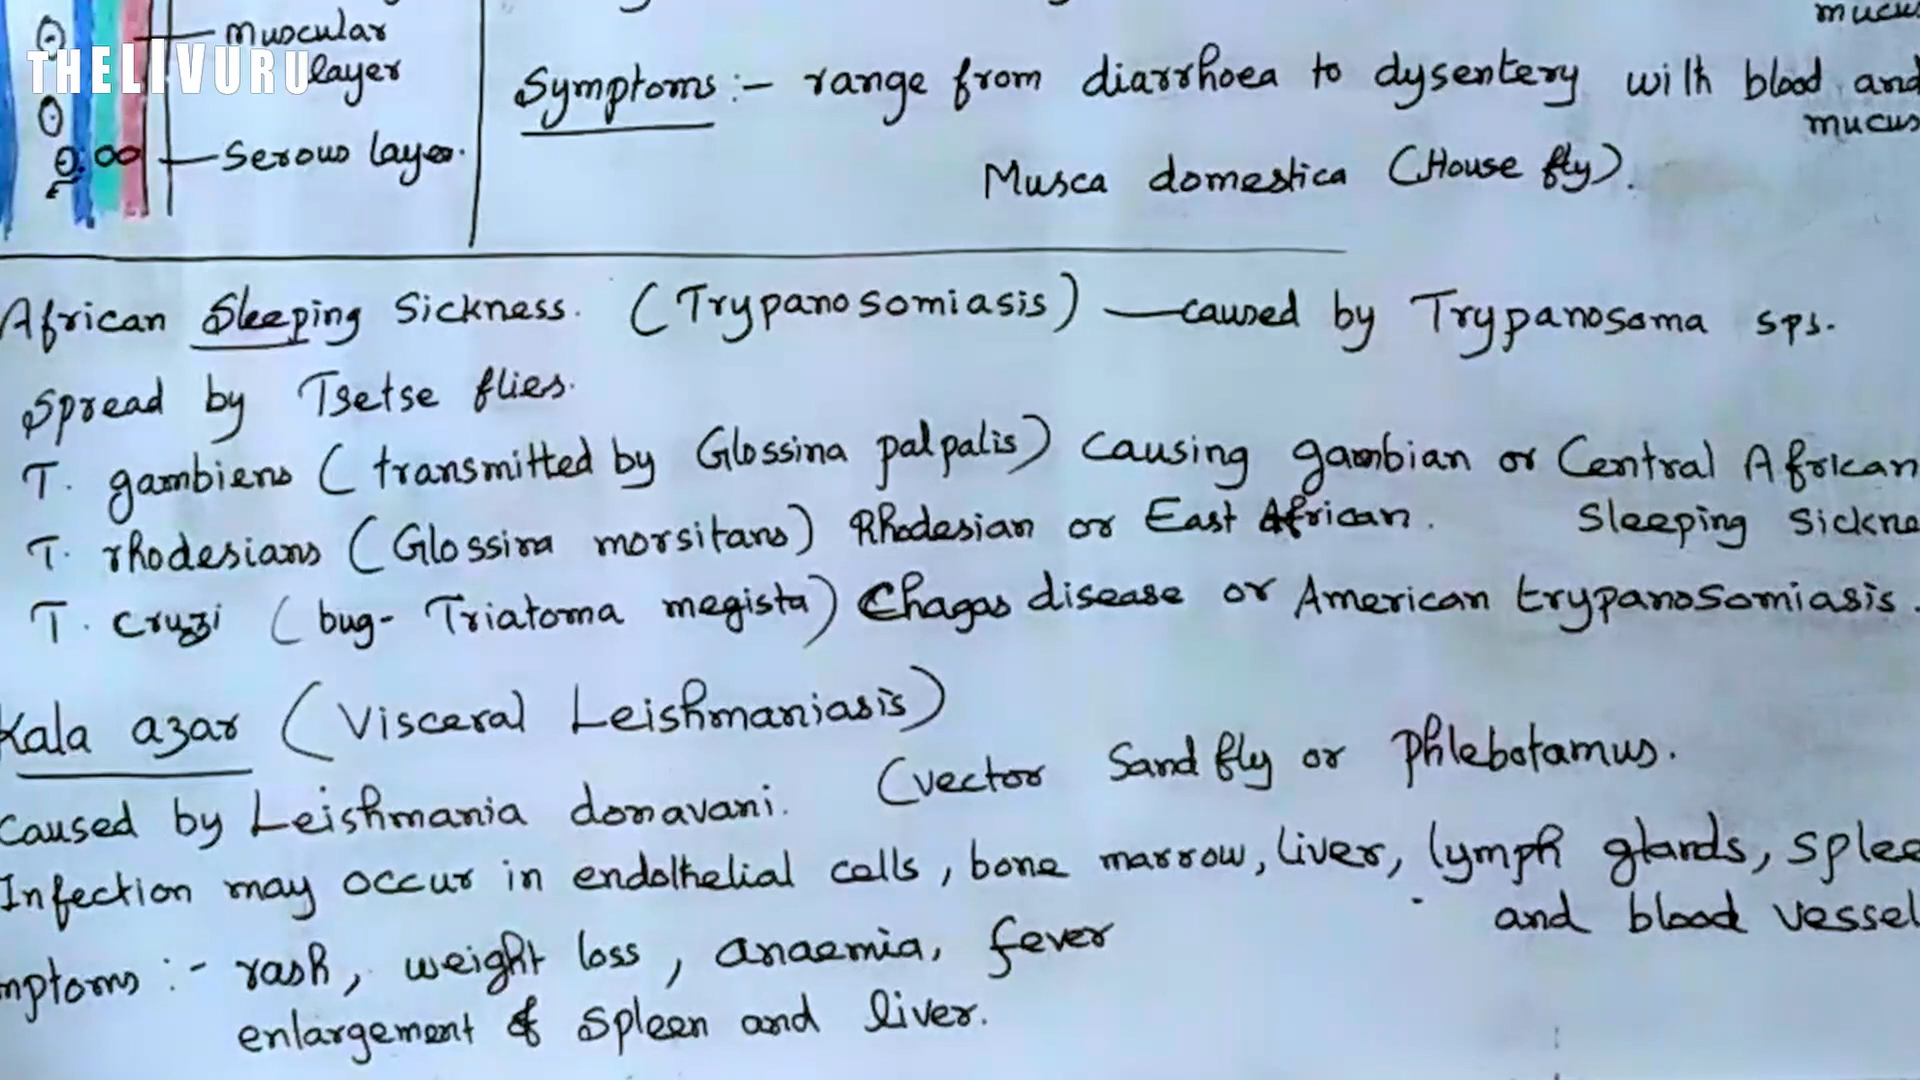 mucus
muscular
THELIVURU
layer
Symptoms :- range from diarrhoea to dysentery with blood and
mucus
Serous layer.
Musca domestica (House fly).
African Sleeping Sickness. (Trypanosomiasis) — caused by Trypanosoma sps.
Spread by Tsetse flies.
T. gambiens (transmitted by Glossina palpalis) causing gambian or Central African
Sleeping Sickne
T. rhodesians (Glossina morsitans) Rhodesian or East African.
T. cruzi (bug- Triatoma megista) Chagas disease or American trypanosomiasis.
Kala azar (Visceral Leishmaniasis)
(vector Sand fly or Phlebotamus.
Caused by Leishmania donavani.
Infection may occur in endolthelial cells, bone marrow, liver, lymph glands, splee
and blood vessel
mptoms :- rash, weight loss, anaemia, fever
enlargement of spleen and liver.